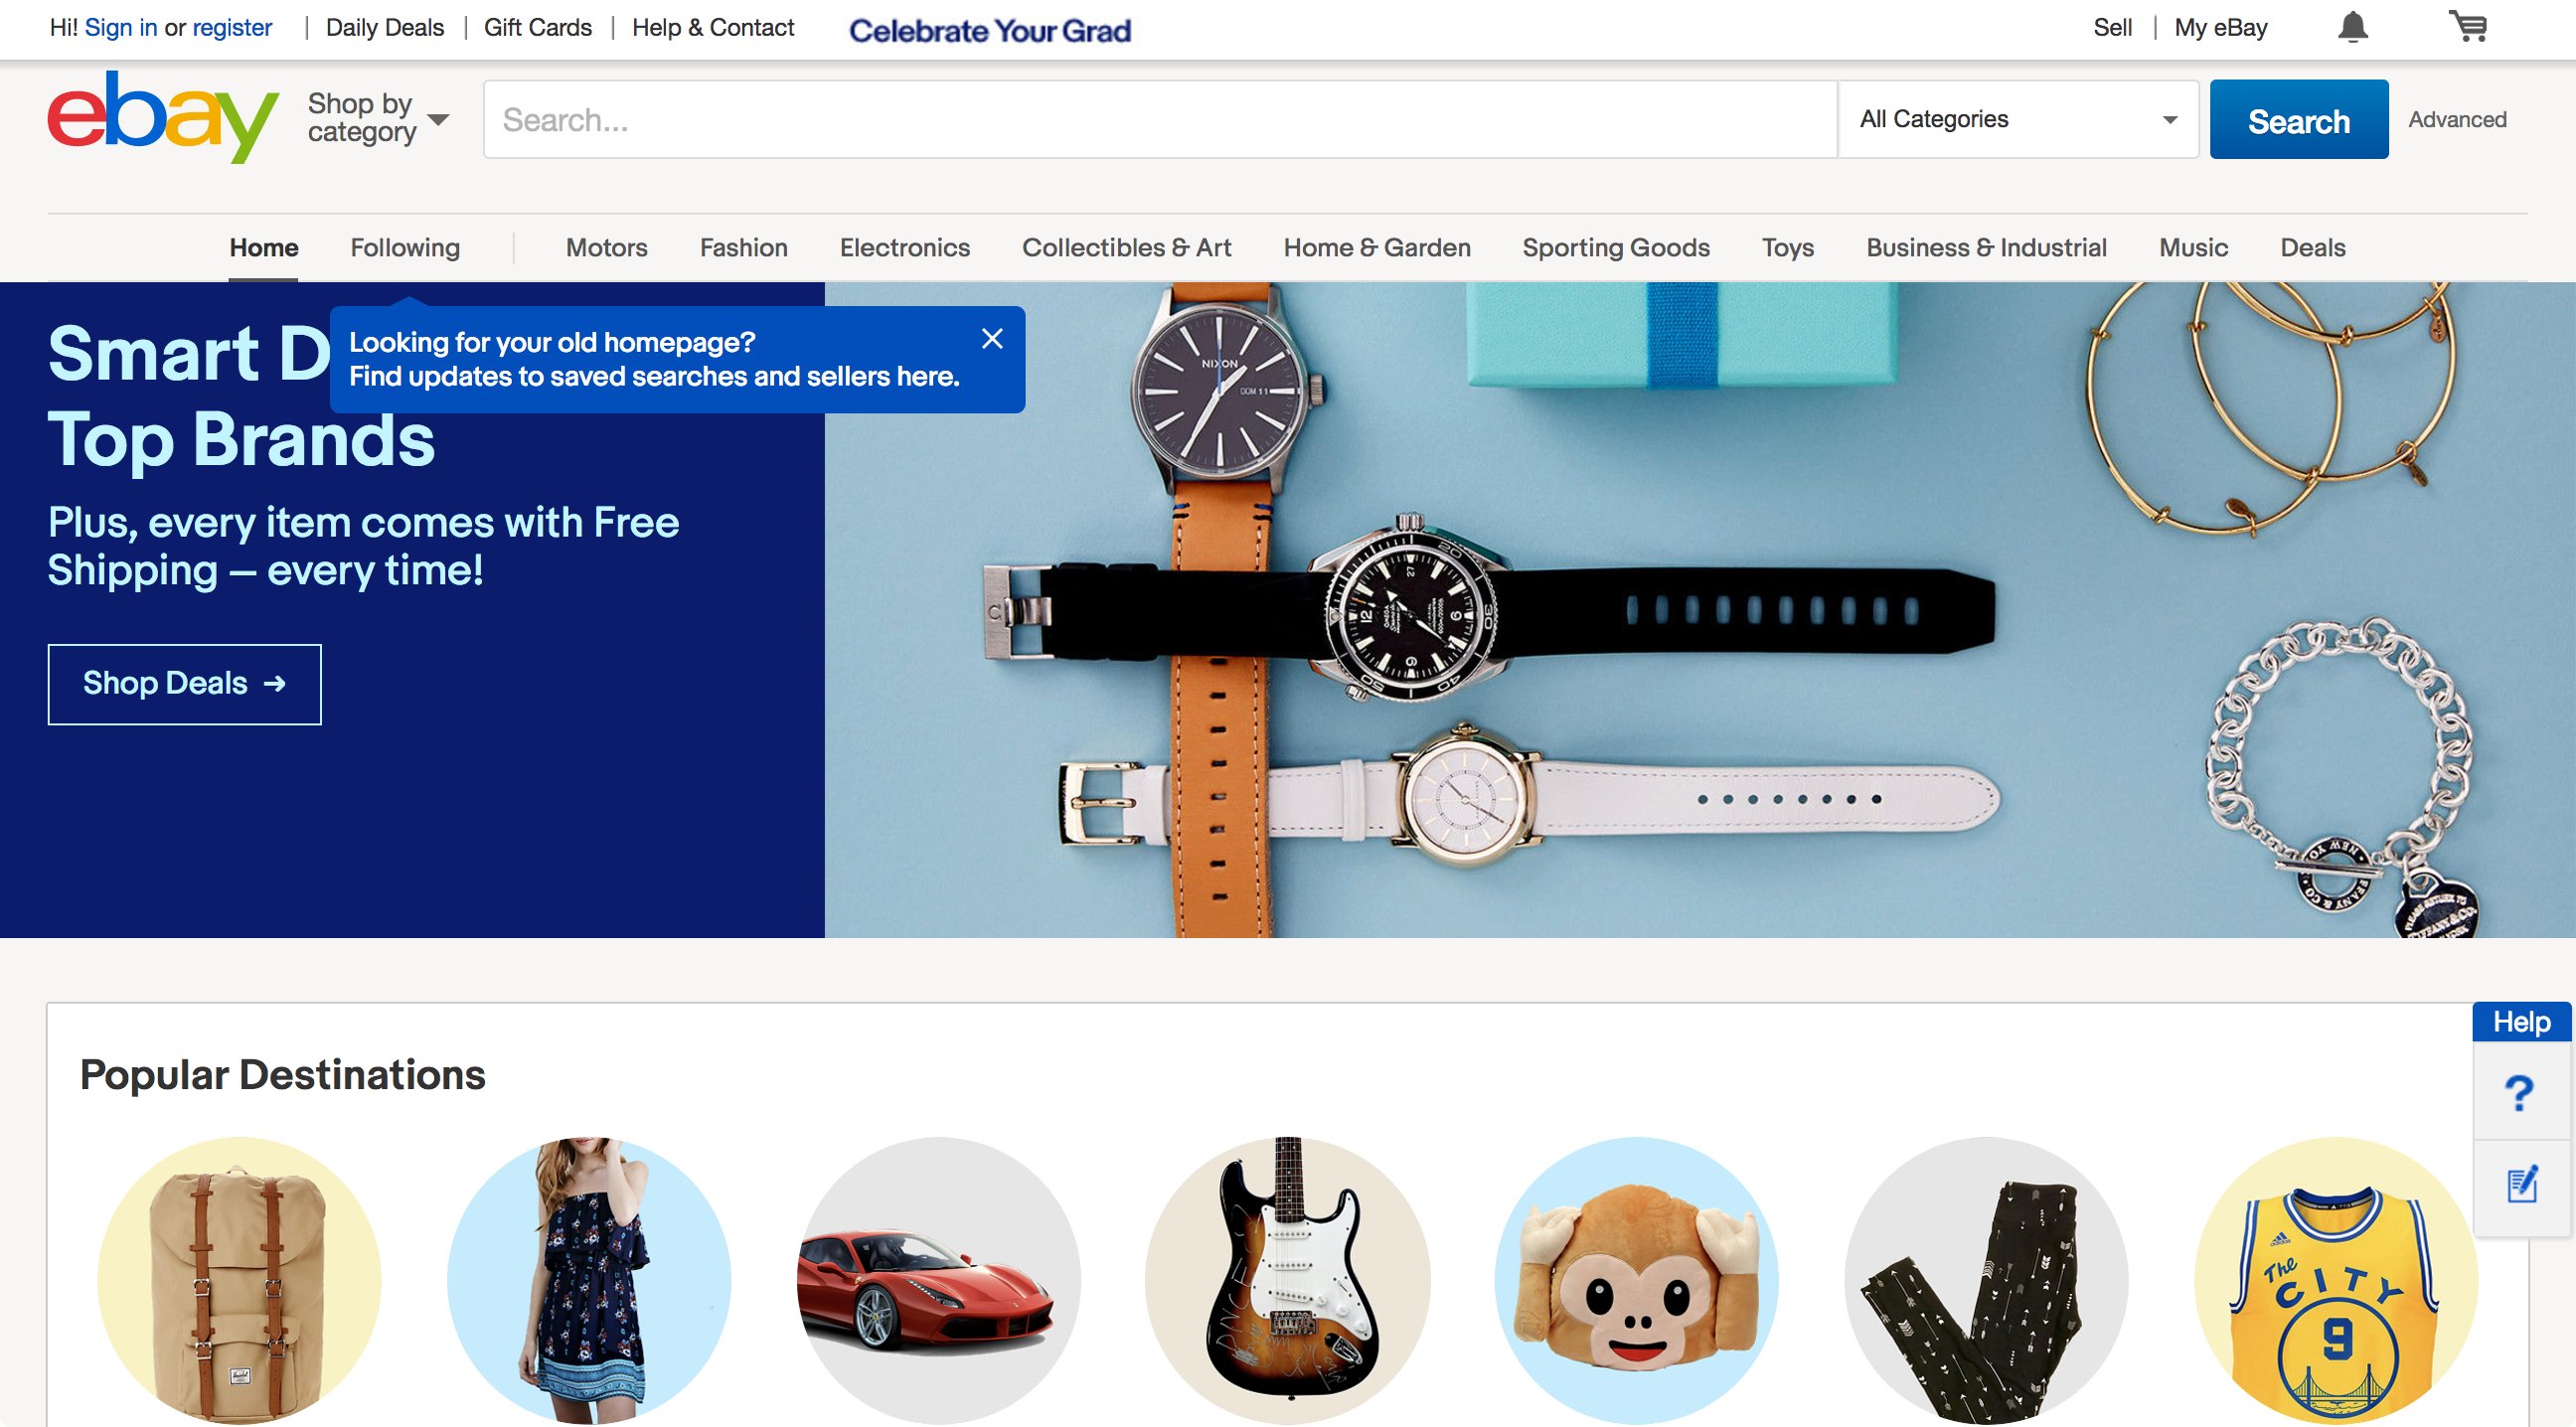 Hi! Sign in or register
Daily Deals
Gift Cards
Help & Contact
Celebrate Your Grad
Sell
My eBay
ebay
Shop by
category
Search...
All Categories
Search
Advanced
Home
Following
Motors
Fashion
Electronics
Collectibles & Art
Home & Garden
Sporting Goods
Toys
Business & Industrial
Music
Deals
Smart D
Top Brands
Looking for your old homepage?
Find updates to saved searches and sellers here.
Plus, every item comes with Free
Shipping – every time!
Shop Deals →
NIXON
Popular Destinations
Help
?
adidas
The
CITY
9